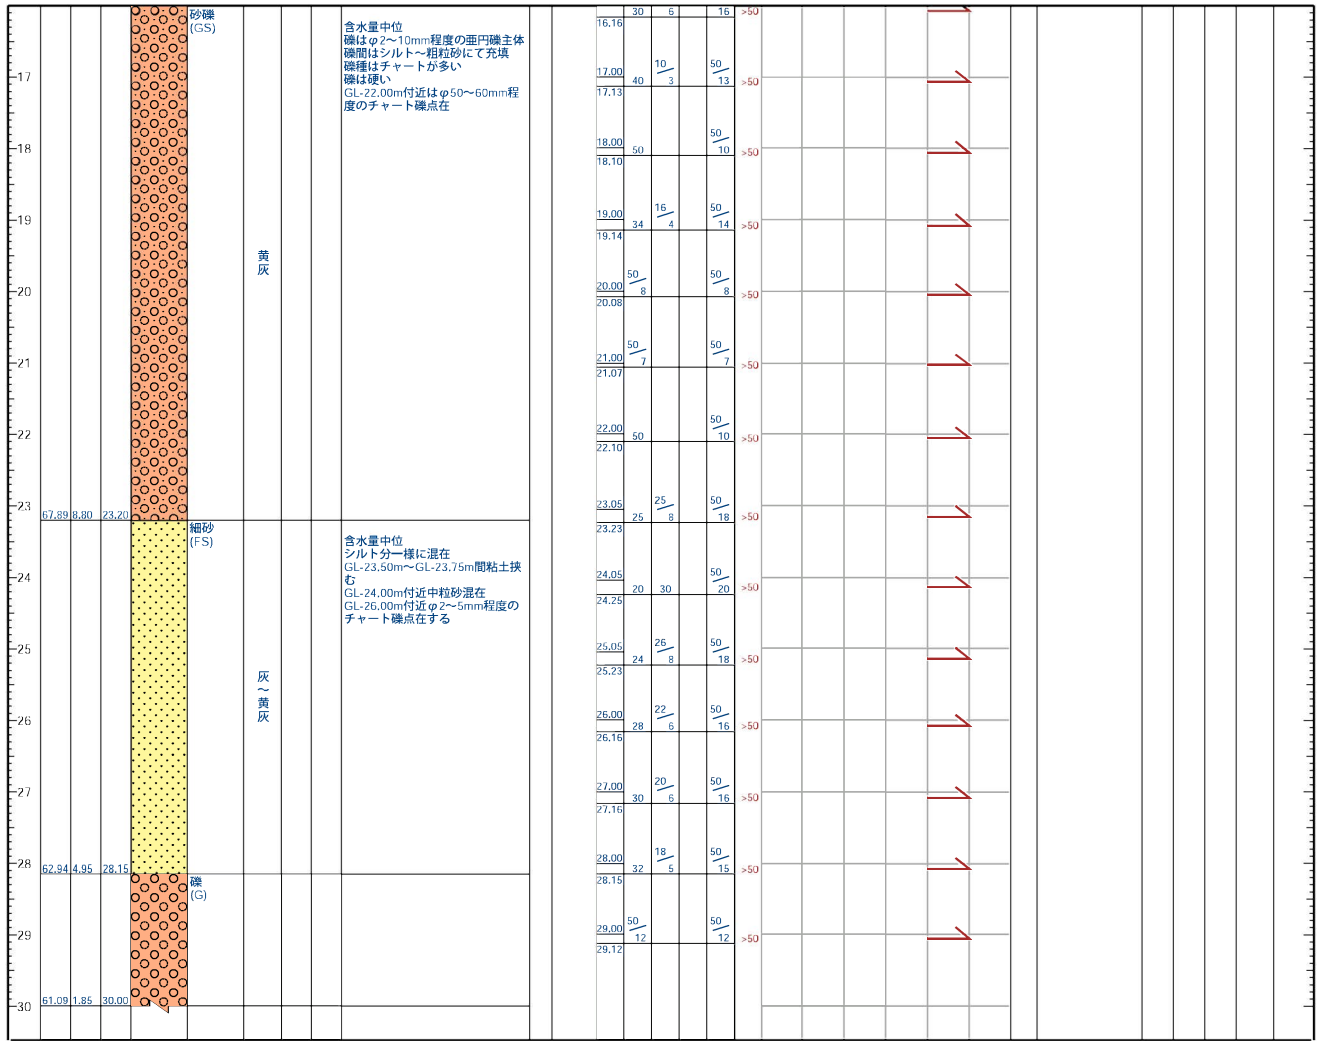 17
18
19
20
21
22
23
24
25
26
27
28
29
30
67.89 8.80 23.20
62.94 4.95 28.15
61.09 1.85 30.00
砂礫
(GS)
細砂
(FS)
礫
(G)
黄
灰
灰
～
黄
灰
含水量中位
礫はφ2～10mm程度の亜円礫主体
礫間はシルト～粗粒砂にて充填
礫種はチャートが多い
礫は硬い
GL-22.00m付近はφ50～60mm程
度のチャート礫点在
含水量中位
シルト分一様に混在
GL-23.50m～GL-23.75m間粘土挟
む
GL-24.00m付近中粒砂混在
GL-26.00m付近φ2～5mm程度の
チャート礫点在する
30 6 16 >50
16.16
10 50
17.00 40 3 13 >50
17.13
50
18.00 50 10 >50
18.10
16 50
19.00 34 4 14 >50
19.14
50 50
20.00 8 8 >50
20.08
50 50
21.00 7 7 >50
21.07
50
22.00 50 10 >50
22.10
25 50
23.05 25 8 18 >50
23.23
50
24.05 20 30 20 >50
24.25
26 50
25.05 24 8 18 >50
25.23
22 50
26.00 28 6 16 >50
26.16
20 50
27.00 30 6 16 >50
27.16
18 50
28.00 32 5 15 >50
28.15
50 50
29.00 12 12 >50
29.12